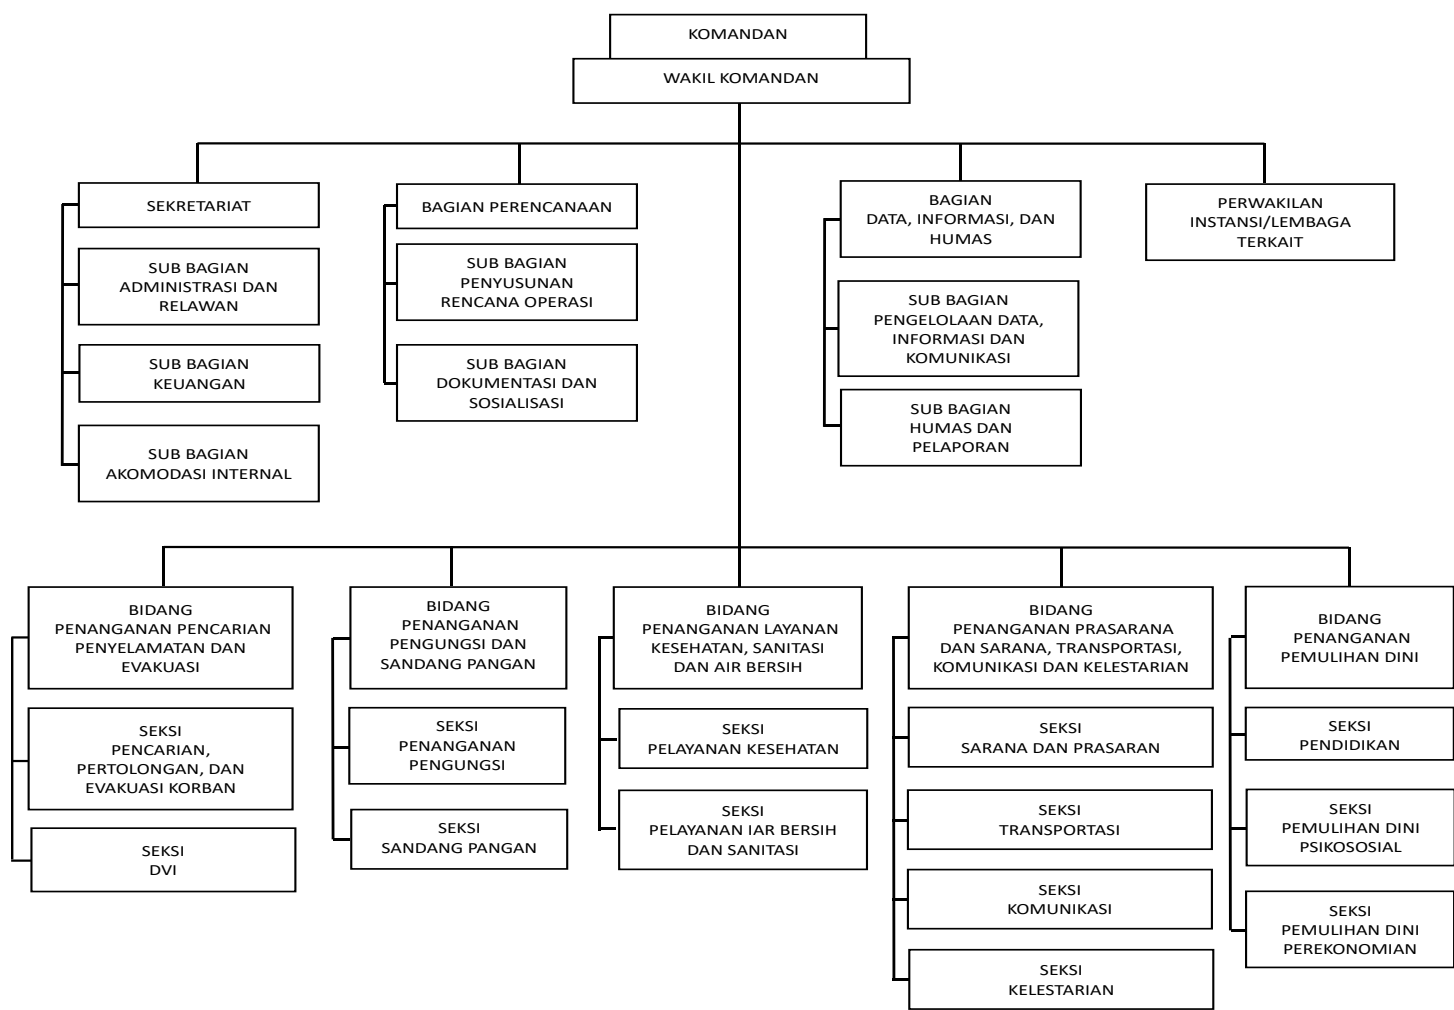 KOMANDAN
WAKIL KOMANDAN
SEKRETARIAT
SUB BAGIAN
ADMINISTRASI DAN
RELAWAN
SUB BAGIAN
KEUANGAN
SUB BAGIAN
AKOMODASI INTERNAL
BAGIAN PERENCANAAN
SUB BAGIAN
PENYUSUNAN
RENCANA OPERASI
SUB BAGIAN
DOKUMENTASI DAN
SOSIALISASI
BAGIAN
DATA, INFORMASI, DAN
HUMAS
SUB BAGIAN
PENGELOLAAN DATA,
INFORMASI DAN
KOMUNIKASI
SUB BAGIAN
HUMAS DAN
PELAPORAN
PERWAKILAN
INSTANSI/LEMBAGA
TERKAIT
BIDANG
PENANGANAN PENCARIAN
PENYELAMATAN DAN
EVAKUASI
SEKSI
PENCARIAN,
PERTOLONGAN, DAN
EVAKUASI KORBAN
SEKSI
DVI
BIDANG
PENANGANAN
PENGUNGSI DAN
SANDANG PANGAN
SEKSI
PENANGANAN
PENGUNGSI
SEKSI
SANDANG PANGAN
BIDANG
PENANGANAN LAYANAN
KESEHATAN, SANITASI
DAN AIR BERSIH
SEKSI
PELAYANAN KESEHATAN
SEKSI
PELAYANAN IAR BERSIH
DAN SANITASI
BIDANG
PENANGANAN PRASARANA
DAN SARANA, TRANSPORTASI,
KOMUNIKASI DAN KELESTARIAN
SEKSI
SARANA DAN PRASARAN
SEKSI
TRANSPORTASI
SEKSI
KOMUNIKASI
SEKSI
KELESTARIAN
BIDANG
PENANGANAN
PEMULIHAN DINI
SEKSI
PENDIDIKAN
SEKSI
PEMULIHAN DINI
PSIKOSOSIAL
SEKSI
PEMULIHAN DINI
PEREKONOMIAN